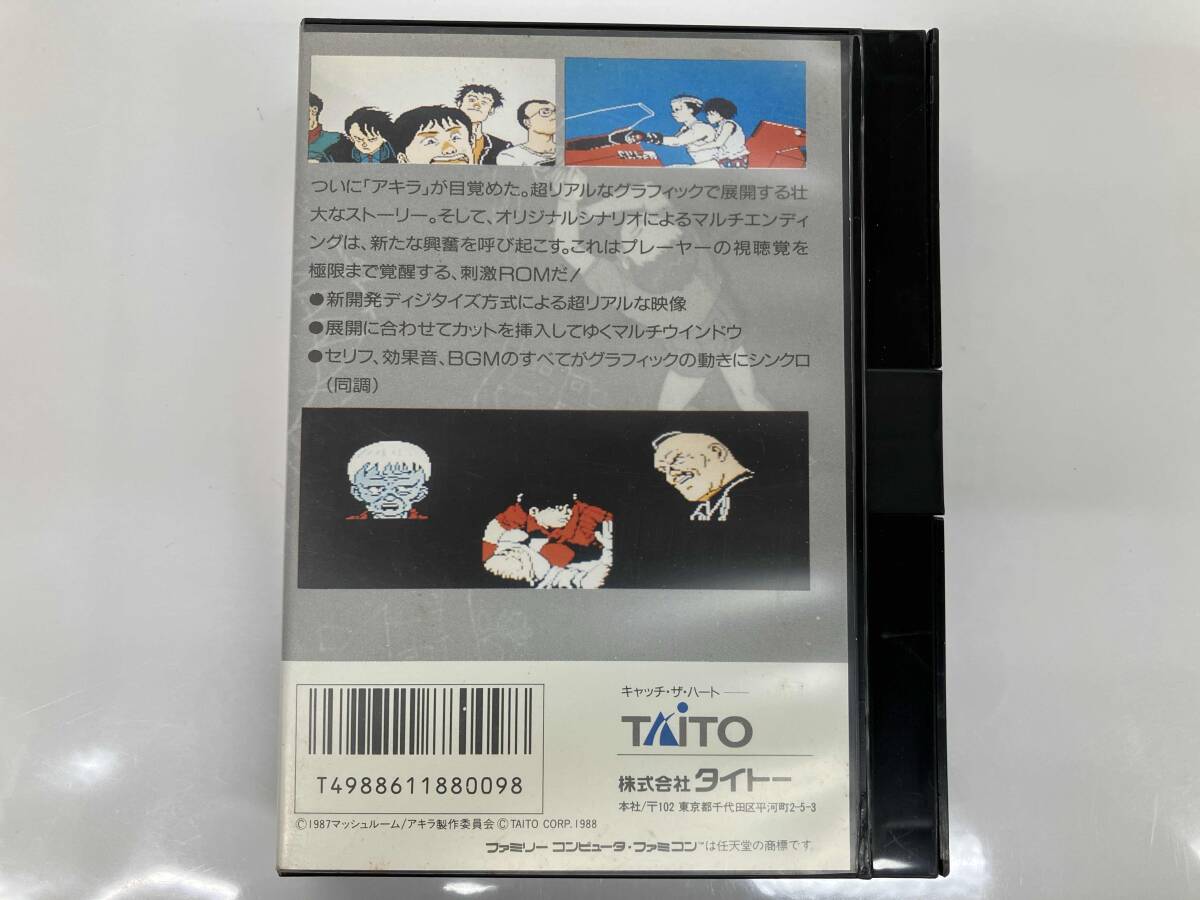 ついに「アキラ」が目覚めた。超リアルなグラフィックで展開する壮
大なストーリー。そして、オリジナルシナリオによるマルチエンディ
ングは、新たな興奮を呼び起こす。これはプレーヤーの視聴覚を
極限まで覚醒する、刺激ROMだ!
●新開発ディジタイズ方式による超リアルな映像
●展開に合わせてカットを挿入してゆくマルチウインドウ
●セリフ、効果音、BGMのすべてがグラフィックの動きにシンクロ
(同調)
キャッチ・ザ・ハート
TAITO
株式会社 タイトー
本社/〒102 東京都千代田区平河町2-5-3
T4988611880098
©1987マッシュルーム/アキラ製作委員会 © TAITO CORP. 1988
ファミリーコンピュータ・ファミコン™は任天堂の商標です。